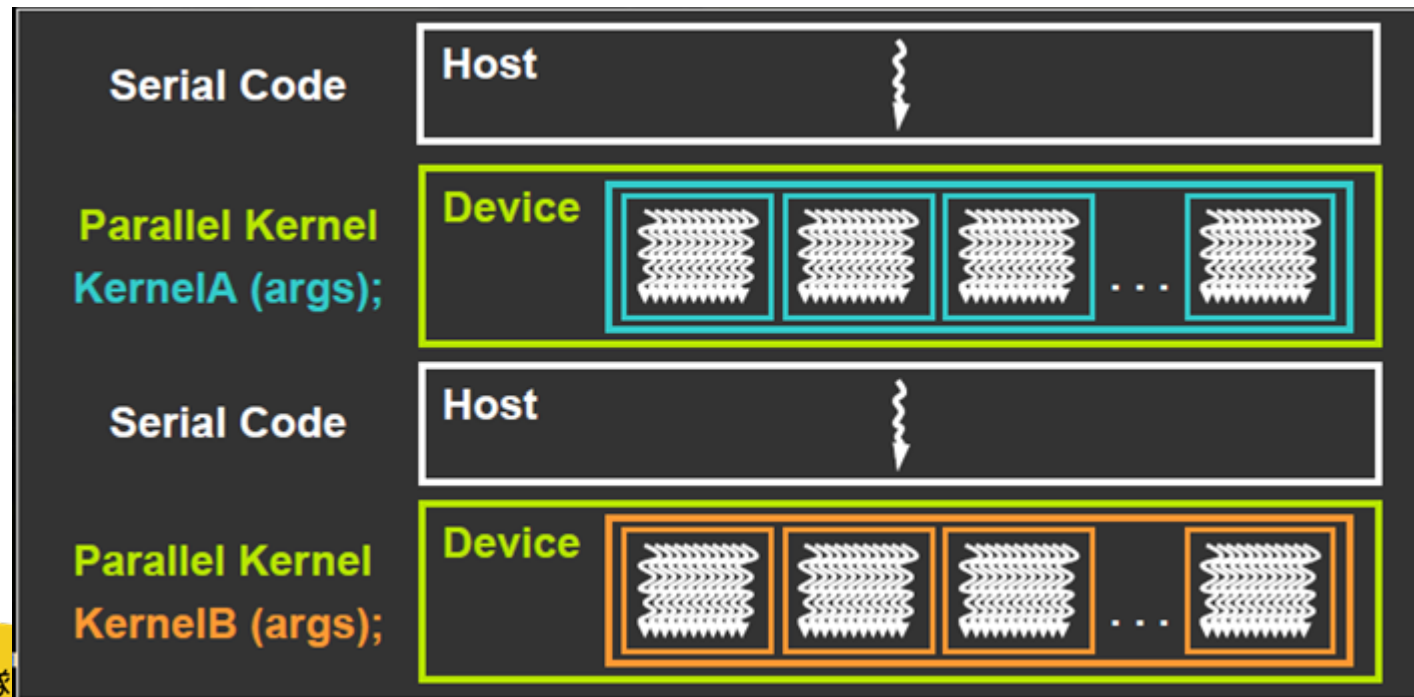 Serial Code
Host
Parallel Kernel
KernelA (args);
Device
. . .
Serial Code
Host
Parallel Kernel
KernelB (args);
Device
. . .